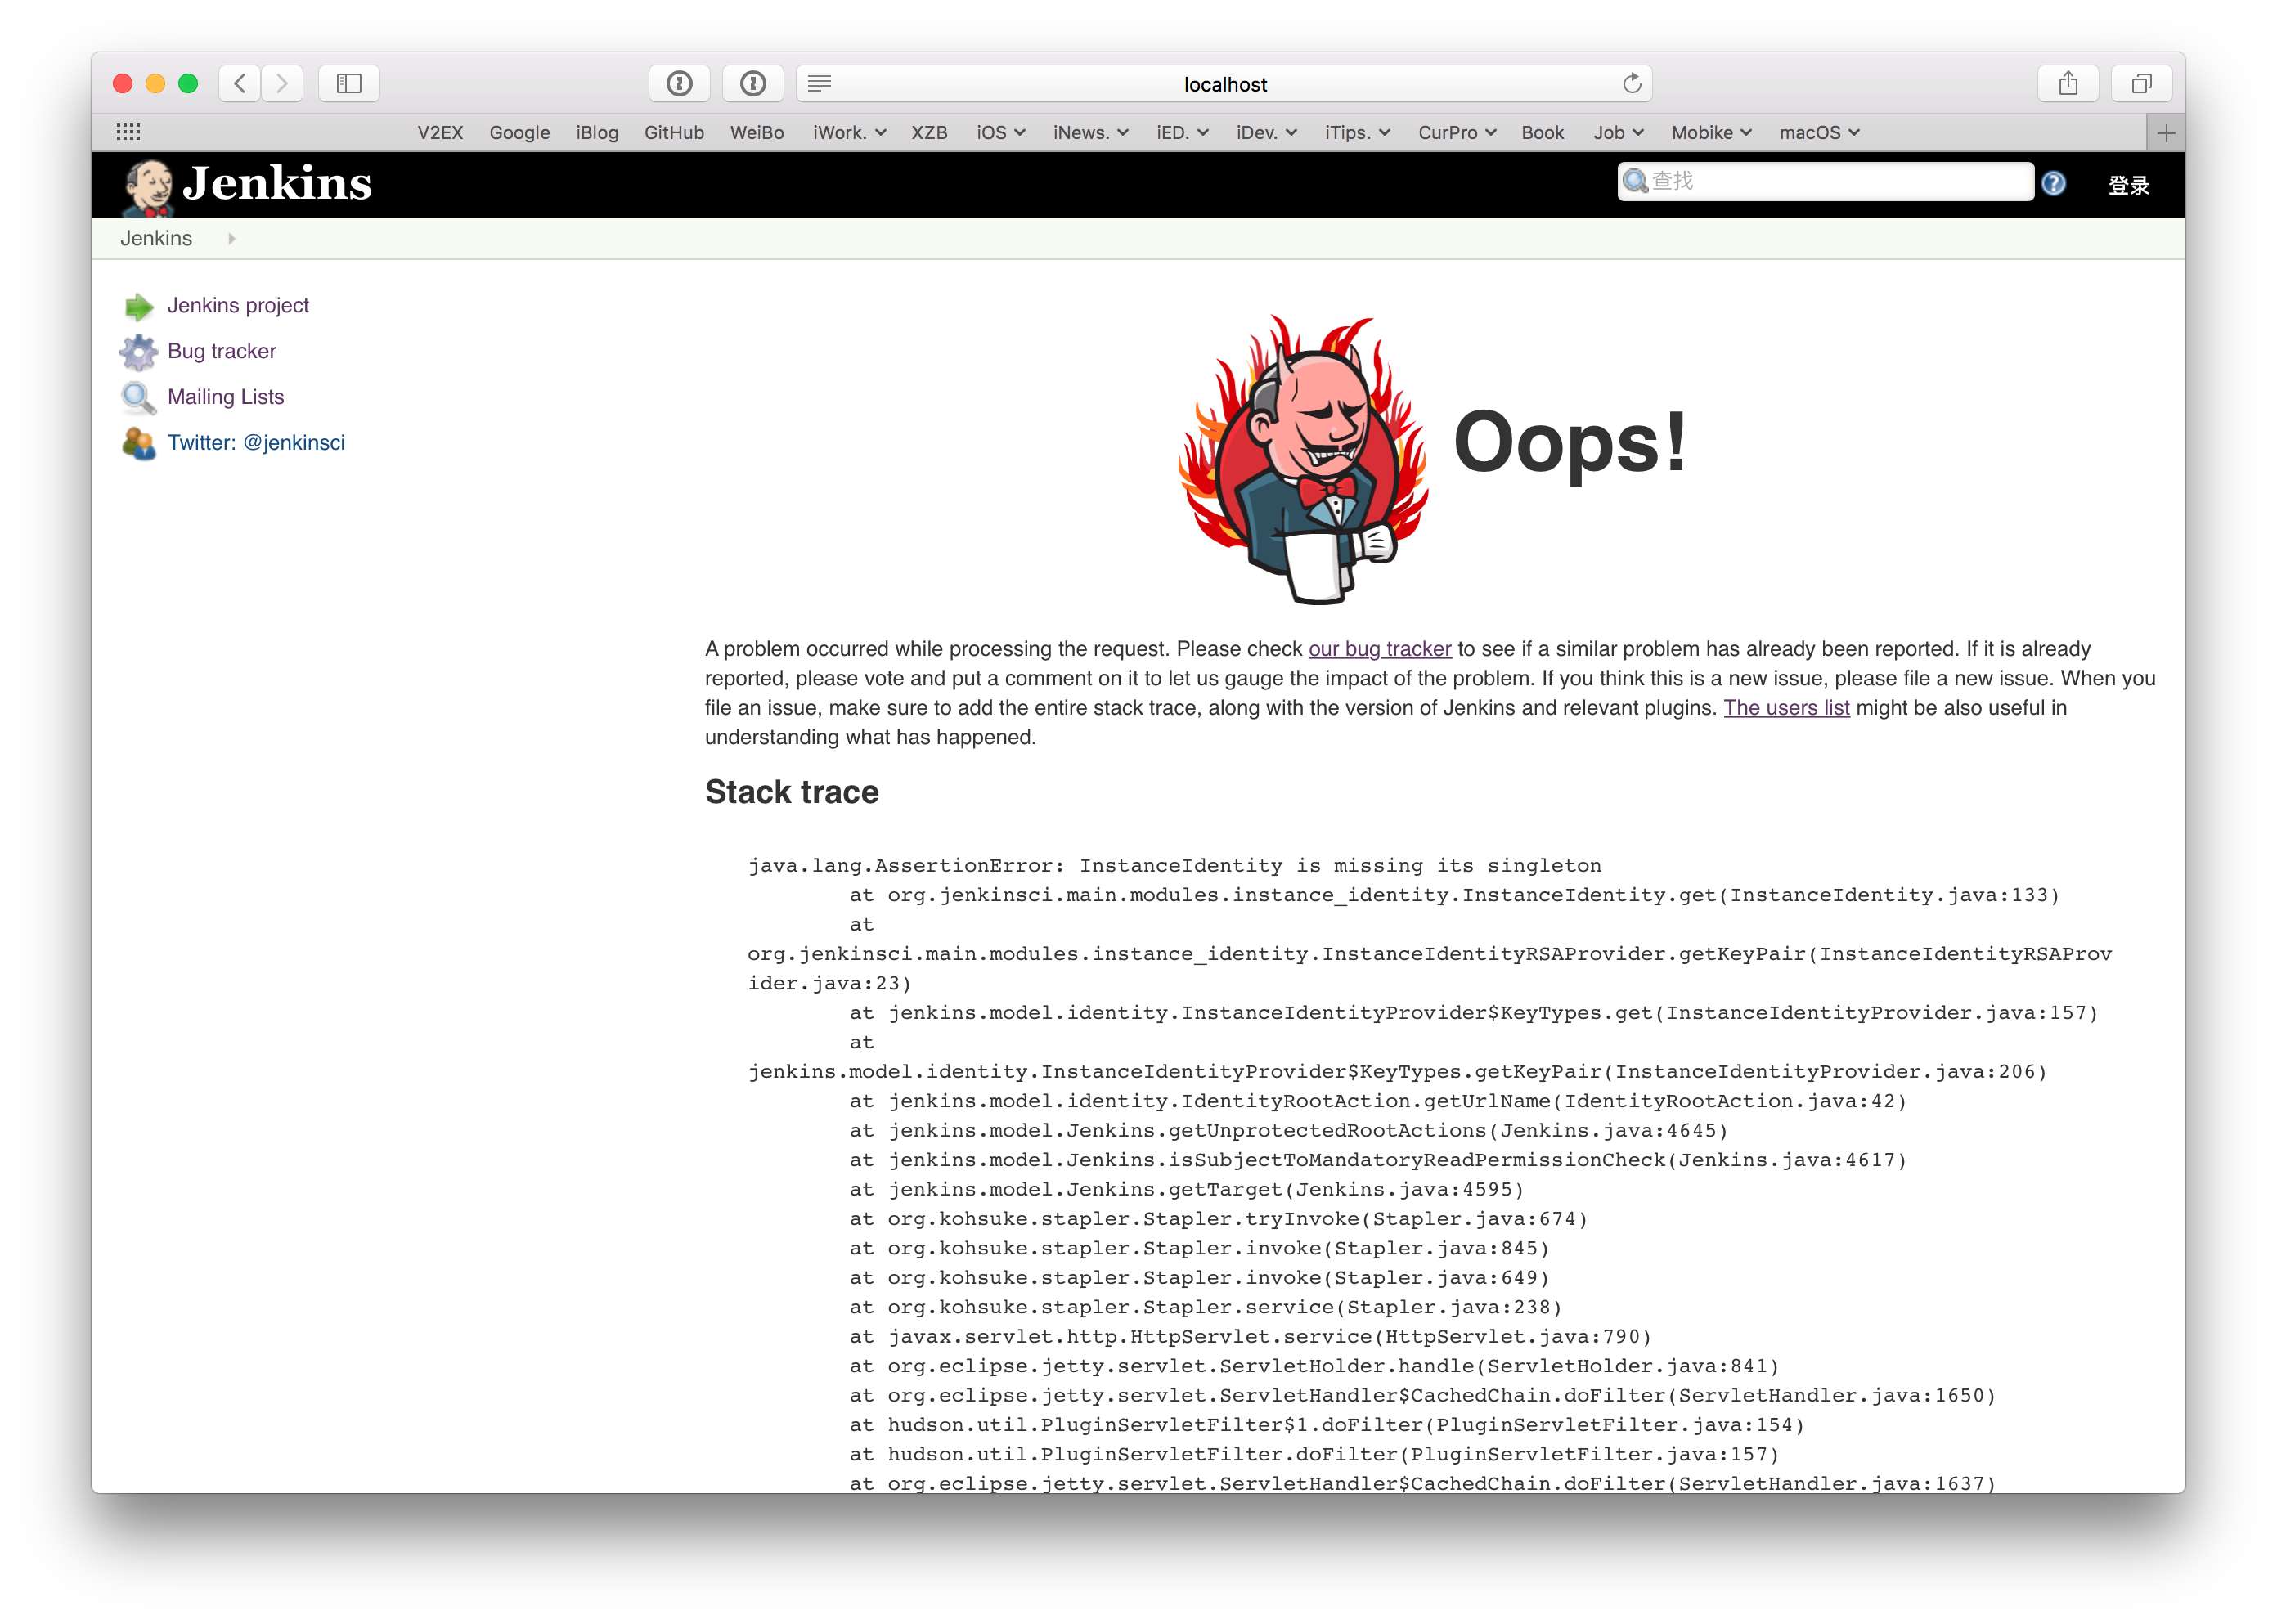 localhost
V2EX Google iBlog GitHub WeiBo iWork. XZB iOS iNews. iED. iDev. iTips. CurPro Book Job Mobike macOS
Jenkins 查找 登录
Jenkins
Jenkins project
Bug tracker
Mailing Lists
Twitter: @jenkinsci
Oops!
A problem occurred while processing the request. Please check our bug tracker to see if a similar problem has already been reported. If it is already
reported, please vote and put a comment on it to let us gauge the impact of the problem. If you think this is a new issue, please file a new issue. When you
file an issue, make sure to add the entire stack trace, along with the version of Jenkins and relevant plugins. The users list might be also useful in
understanding what has happened.
Stack trace
java.lang.AssertionError: InstanceIdentity is missing its singleton
at org.jenkinsci.main.modules.instance_identity.InstanceIdentity.get(InstanceIdentity.java:133)
at
org.jenkinsci.main.modules.instance_identity.InstanceIdentityRSAProvider.getKeyPair(InstanceIdentityRSAProv
ider.java:23)
at jenkins.model.identity.InstanceIdentityProvider$KeyTypes.get(InstanceIdentityProvider.java:157)
at
jenkins.model.identity.InstanceIdentityProvider$KeyTypes.getKeyPair(InstanceIdentityProvider.java:206)
at jenkins.model.identity.IdentityRootAction.getUrlName(IdentityRootAction.java:42)
at jenkins.model.Jenkins.getUnprotectedRootActions(Jenkins.java:4645)
at jenkins.model.Jenkins.isSubjectToMandatoryReadPermissionCheck(Jenkins.java:4617)
at jenkins.model.Jenkins.getTarget(Jenkins.java:4595)
at org.kohsuke.stapler.Stapler.tryInvoke(Stapler.java:674)
at org.kohsuke.stapler.Stapler.invoke(Stapler.java:845)
at org.kohsuke.stapler.Stapler.invoke(Stapler.java:649)
at org.kohsuke.stapler.Stapler.service(Stapler.java:238)
at javax.servlet.http.HttpServlet.service(HttpServlet.java:790)
at org.eclipse.jetty.servlet.ServletHolder.handle(ServletHolder.java:841)
at org.eclipse.jetty.servlet.ServletHandler$CachedChain.doFilter(ServletHandler.java:1650)
at hudson.util.PluginServletFilter$1.doFilter(PluginServletFilter.java:154)
at hudson.util.PluginServletFilter.doFilter(PluginServletFilter.java:157)
at org.eclipse.jetty.servlet.ServletHandler$CachedChain.doFilter(ServletHandler.java:1637)